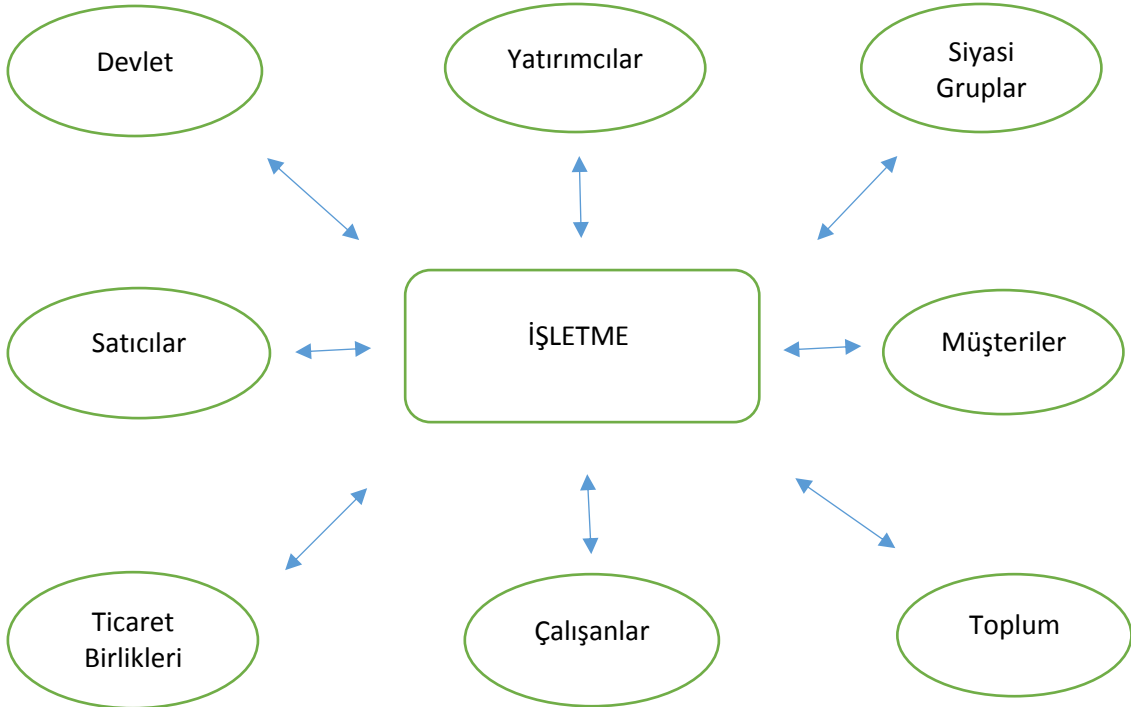 Devlet
Yatırımcılar
Siyasi
Gruplar
Satıcılar
İŞLETME
Müşteriler
Ticaret
Birlikleri
Çalışanlar
Toplum